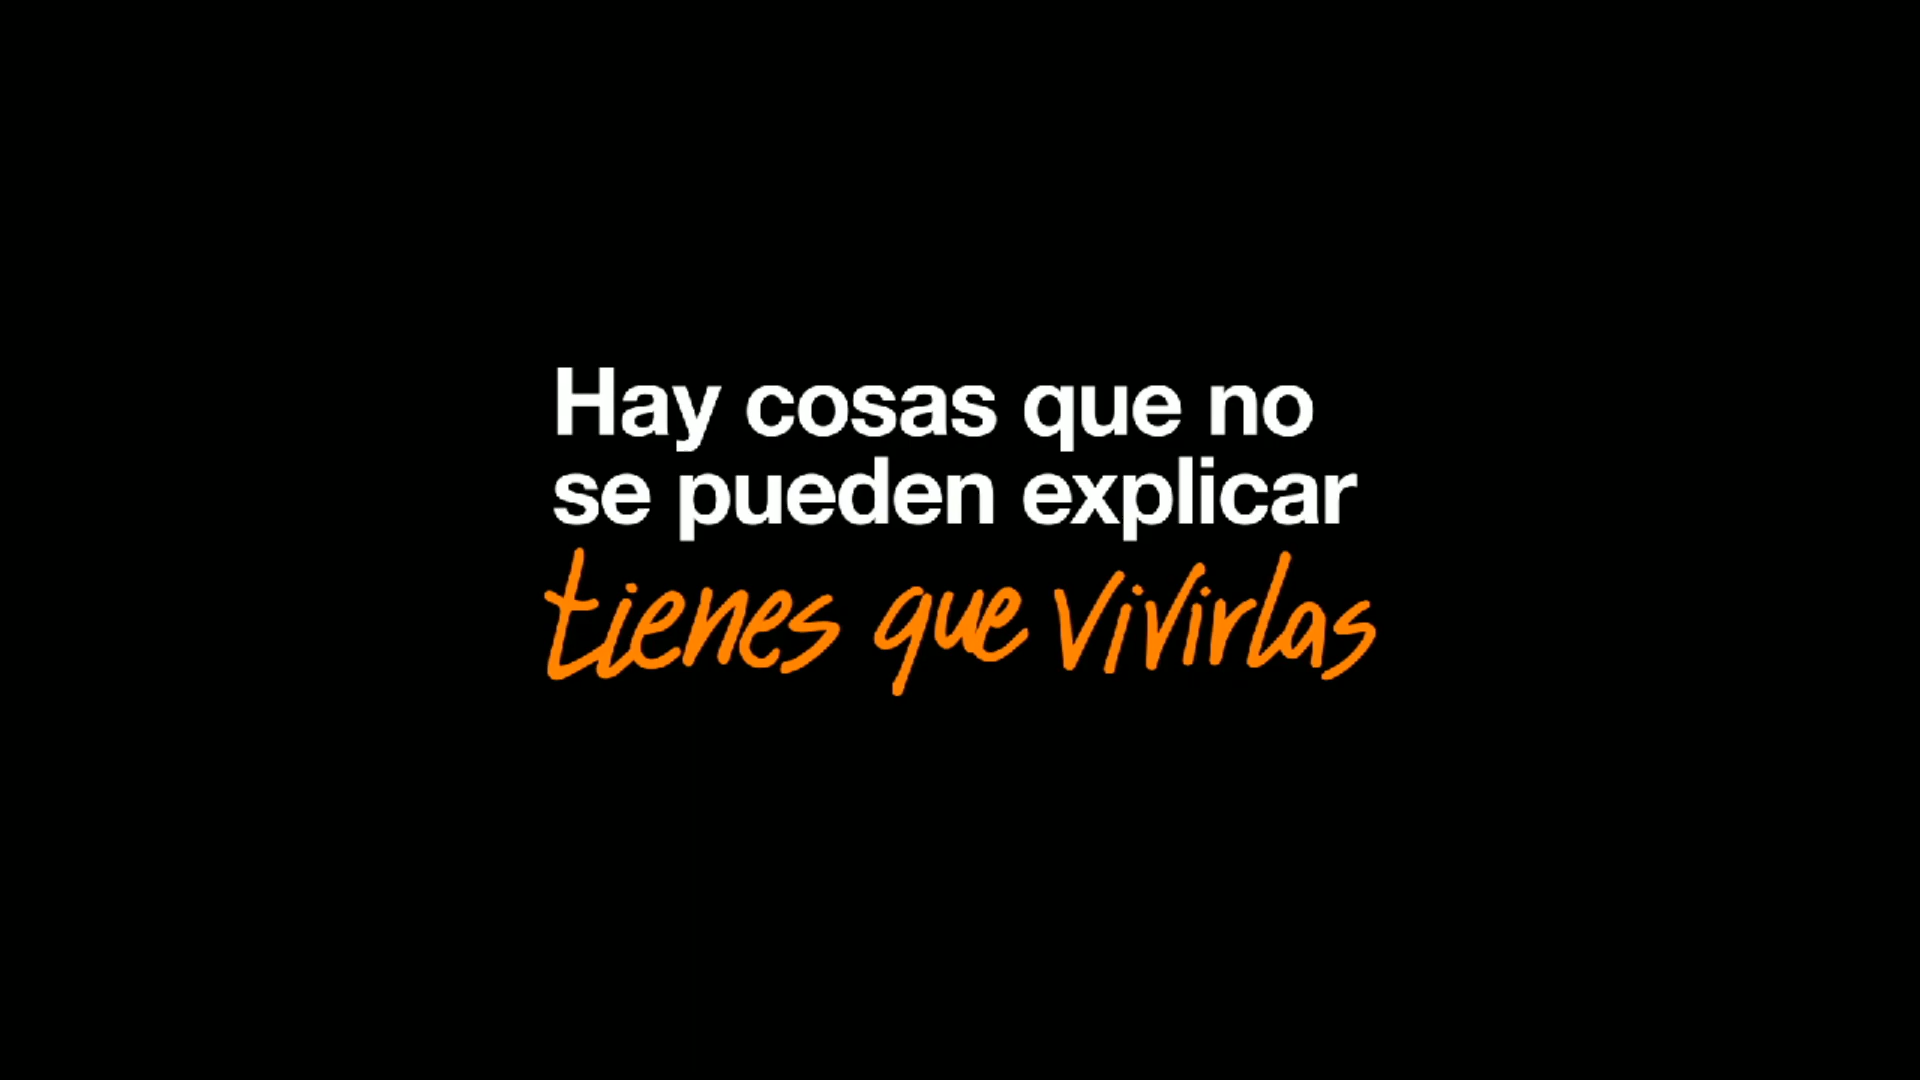 Hay cosas que no
se pueden explicar
tienes que vivirlas